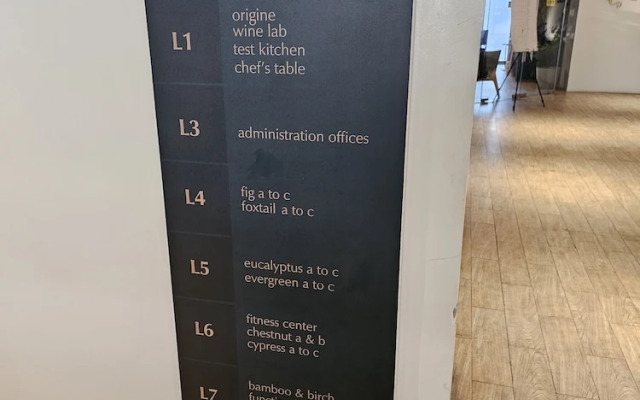 L1
origine
wine lab
test kitchen
chef's table
L3
administration offices
L4
fig a to c
foxtail a to c
L5
eucalyptus a to c
evergreen a to c
L6
fitness center
chestnut a & b
cypress a to c
L7
bamboo & birch